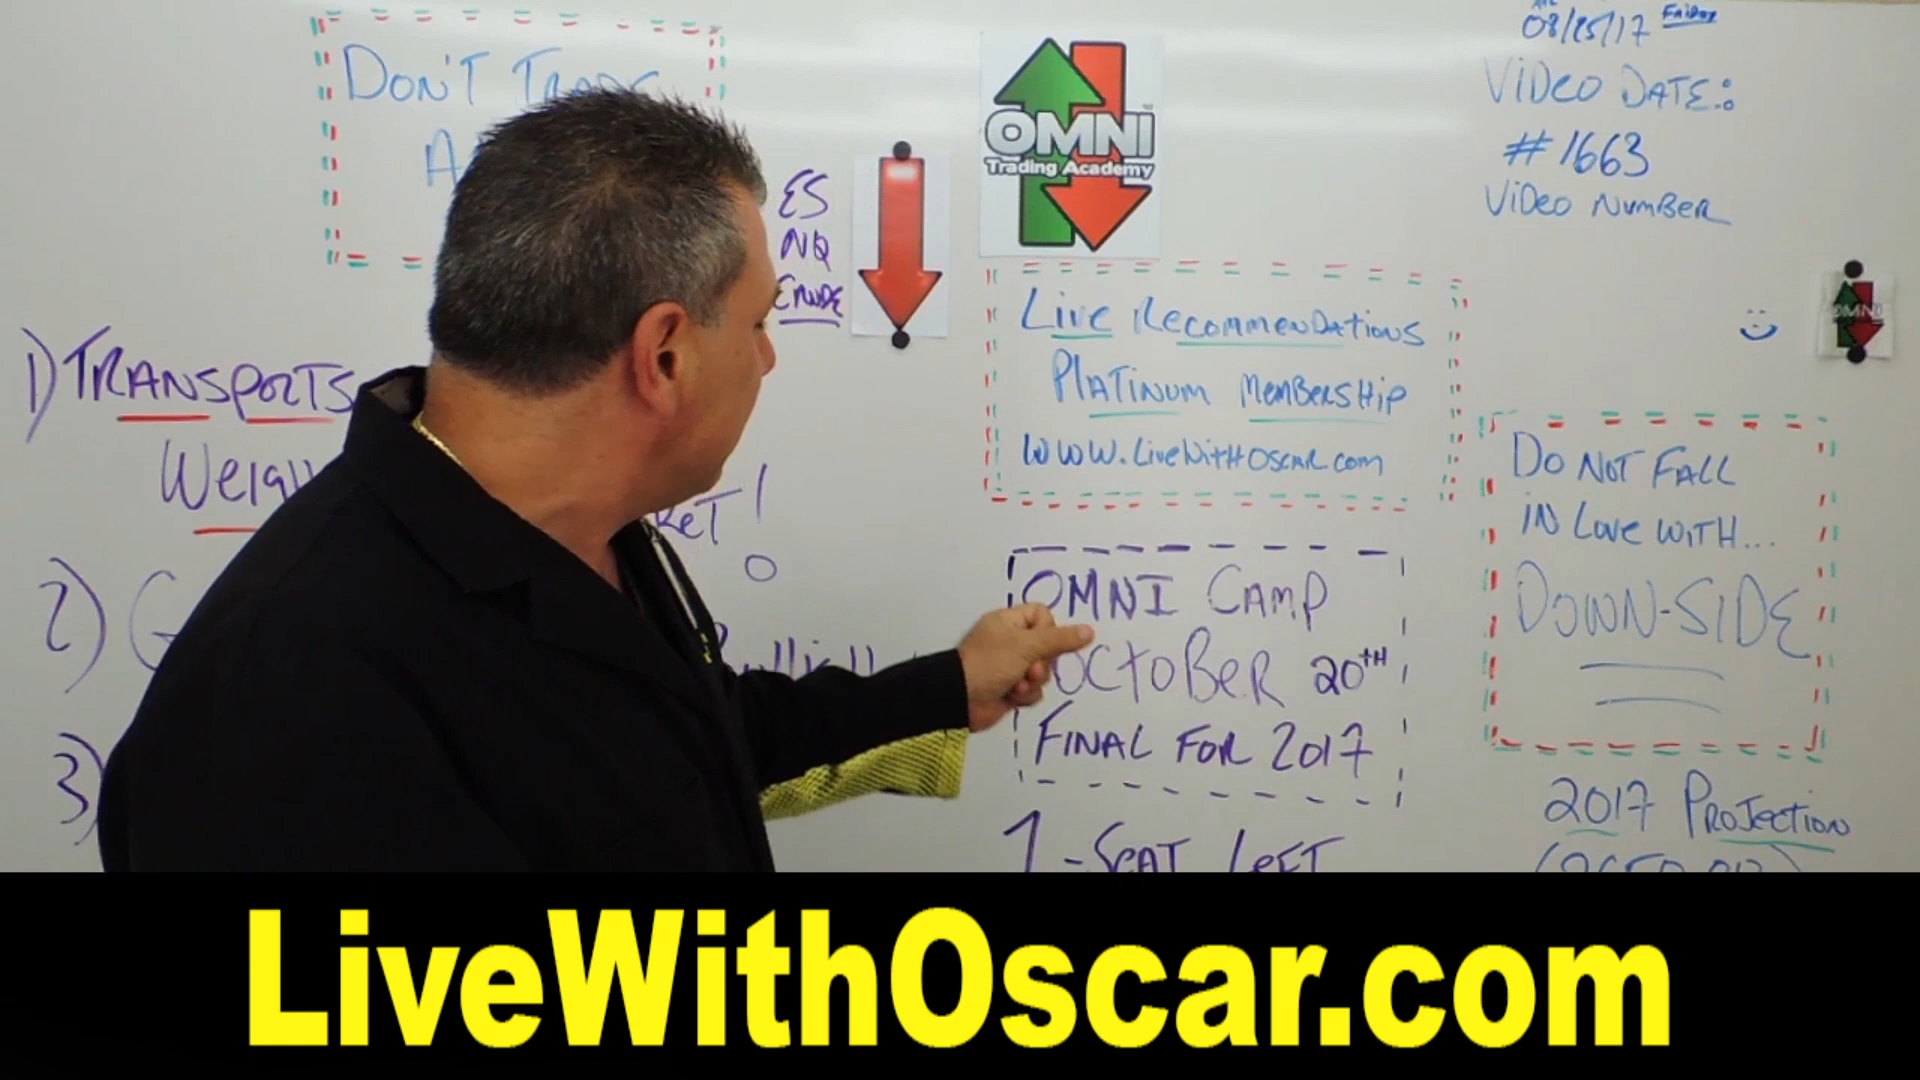 DON'T TRADE
ES
NQ
CRUDE
OMNI
Trading Academy
08/25/17 FRIDAY
VIDEO DATE:
#1663
VIDEO NUMBER
OMNI
LIVE RECOMMENDATIONS
PLATINUM MEMBERSHIP
WWW.LIVEWITHOSCAR.COM
1) TRANSPORTS
2)
3)
OMNI CAMP
OCTOBER 20TH
FINAL FOR 2017
1-SEAT LEFT
DO NOT FALL
IN LOVE WITH...
DOWN-SIDE
2017 PROJECTION
LiveWithOscar.com